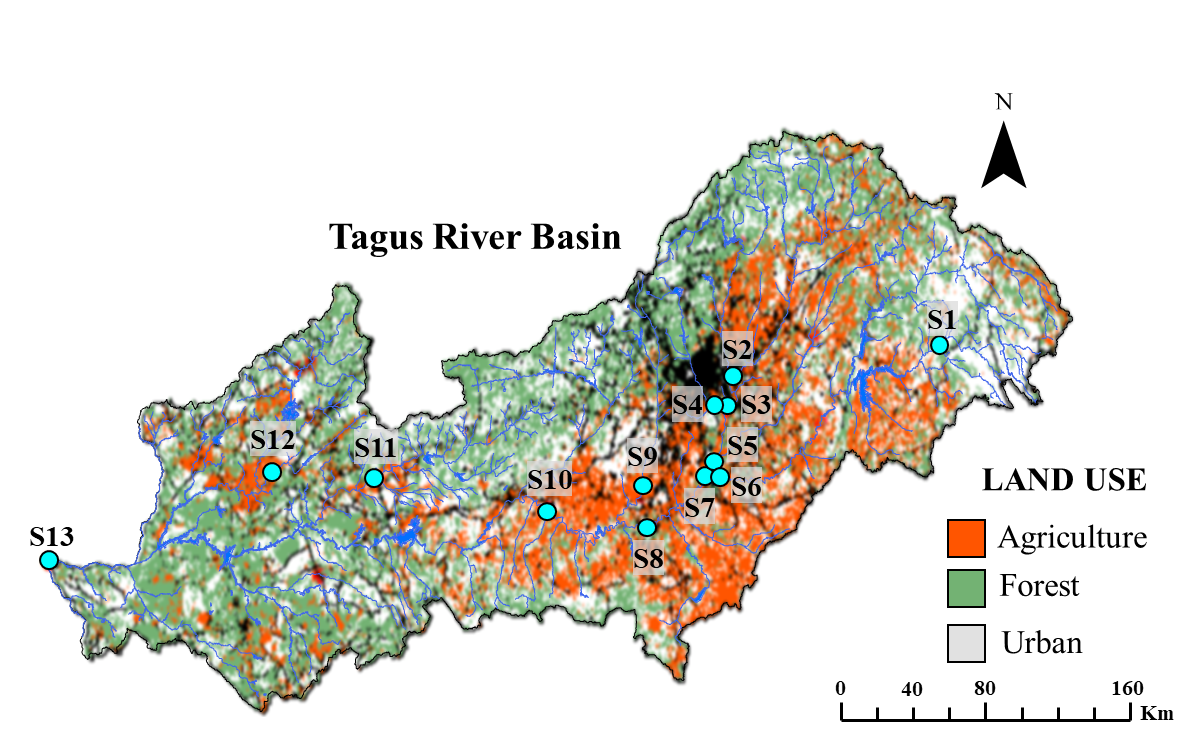 N
Tagus River Basin
S1
S2
S4
S3
S5
S12
S11
S9
S10
S6
S7
S13
S8
LAND USE
Agriculture
Forest
Urban
0 40 80 160
Km